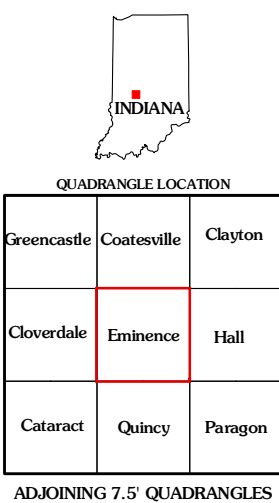 INDIANA
QUADRANGLE LOCATION
Greencastle Coatesville Clayton
Cloverdale Eminence Hall
Cataract Quincy Paragon
ADJOINING 7.5' QUADRANGLES